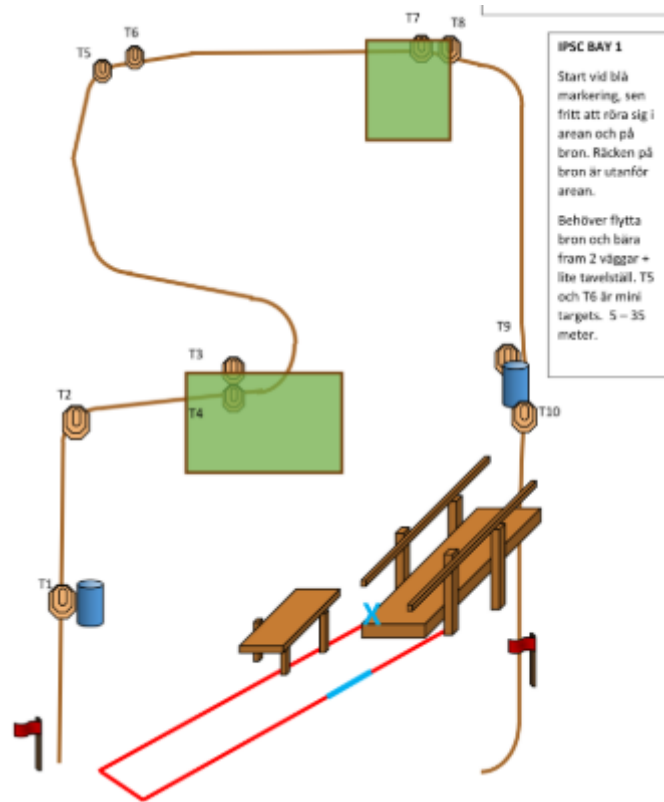 T7
T8
T6
T5
IPSC BAY 1
Start vid blå
markering, sen
fritt att röra sig i
arean och på
bron. Räcken på
bron är utanför
arean.
Behöver flytta
bron och bära
fram 2 väggar +
lite tavelställ. T5
och T6 är mini
targets. 5 – 35
meter.
T9
T3
T2
T4
T10
T1
X